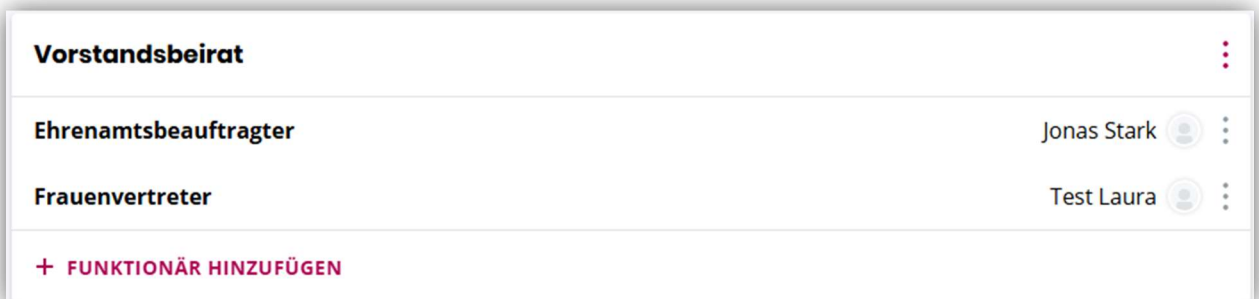 Vorstandsbeirat
Ehrenamtsbeauftragter Jonas Stark
Frauenvertreter Test Laura
+ FUNKTIONÄR HINZUFÜGEN